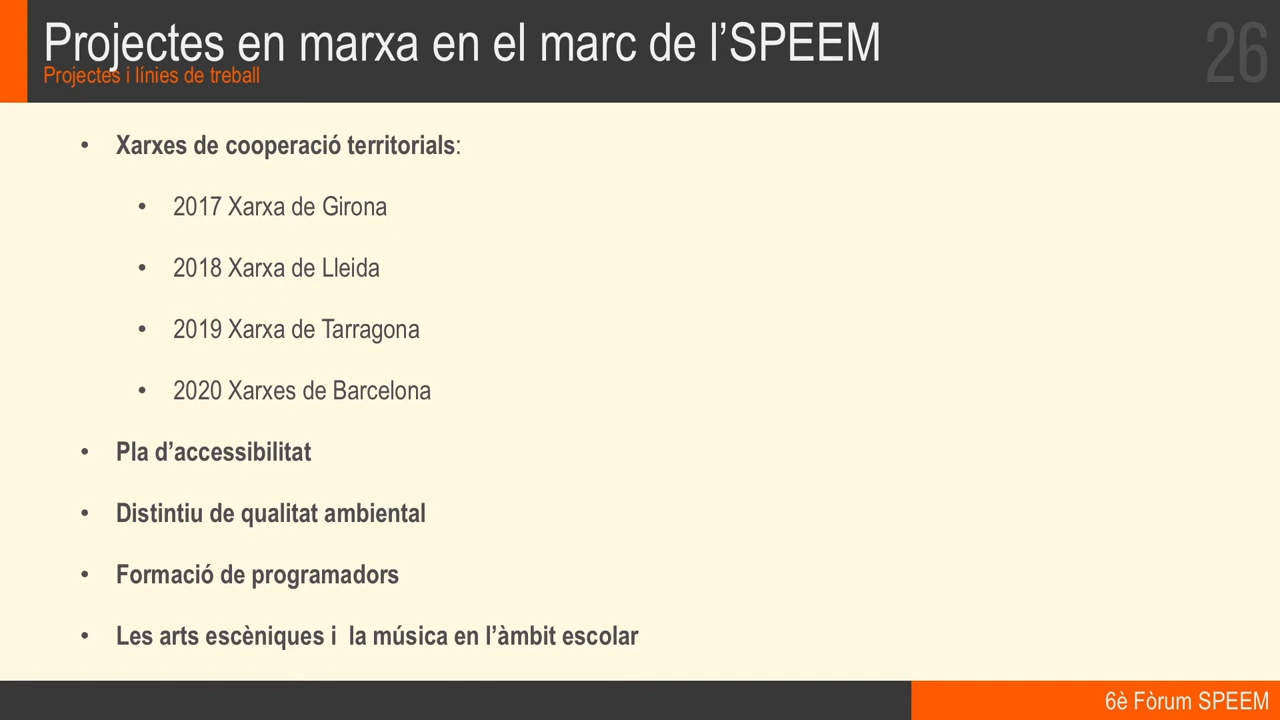 Projectes en marxa en el marc de l’SPEEM
Projectes i línies de treball
26
• Xarxes de cooperació territorials:
• 2017 Xarxa de Girona
• 2018 Xarxa de Lleida
• 2019 Xarxa de Tarragona
• 2020 Xarxes de Barcelona
• Pla d’accessibilitat
• Distintiu de qualitat ambiental
• Formació de programadors
• Les arts escèniques i  la música en l’àmbit escolar
6è Fòrum SPEEM